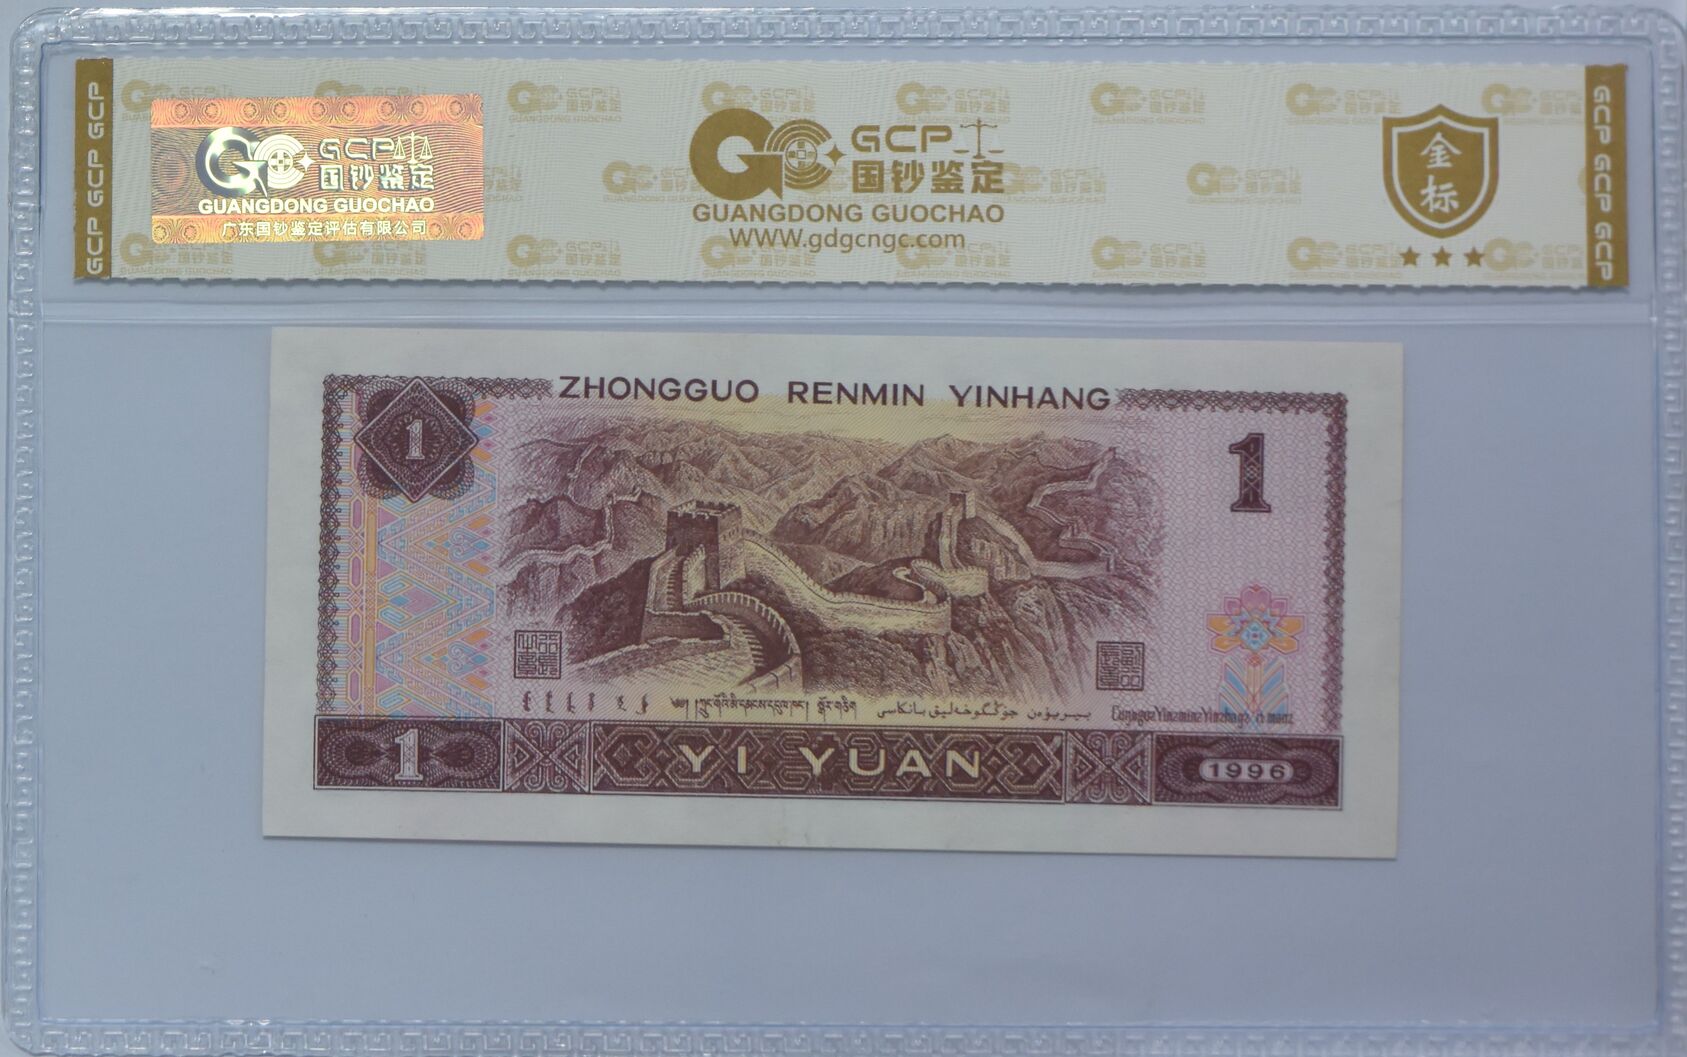 GCP GCP GCP
GCP
国钞鉴定
GUANGDONG GUOCHAO
广东国钞鉴定评估有限公司
GCP
国钞鉴定
GUANGDONG GUOCHAO
WWW.gdgcngc.com
金
标
GCP GCP GCP
ZHONGGUO RENMIN YINHANG
1
1
YI YUAN
1
1996